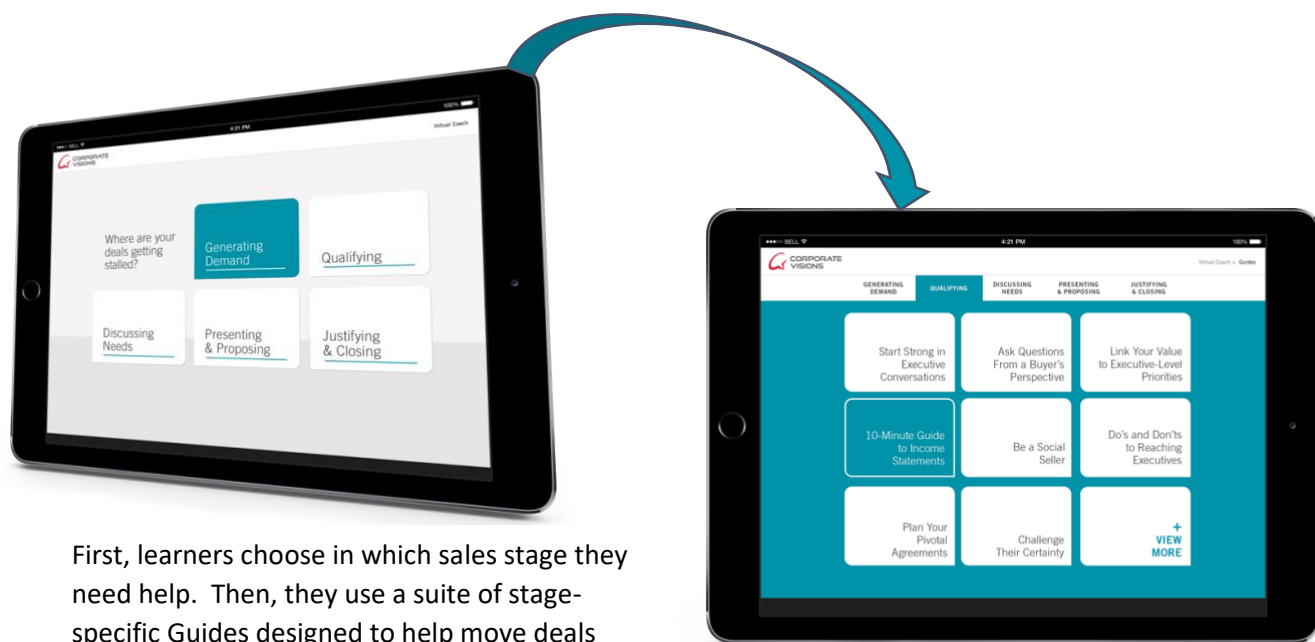 ●●●○○ BELL
4:21 PM
100%
CORPORATE
VISIONS
Virtual Coach
Where are your
deals getting
stalled?
Generating
Demand
Qualifying
Discussing
Needs
Presenting
& Proposing
Justifying
& Closing
First, learners choose in which sales stage they
need help.  Then, they use a suite of stage-
specific Guides designed to help move deals
●●●○○ BELL
4:21 PM
100%
CORPORATE
VISIONS
Virtual Coach > Guides
GENERATING
DEMAND
QUALIFYING
DISCUSSING
NEEDS
PRESENTING
& PROPOSING
JUSTIFYING
& CLOSING
Start Strong in
Executive
Conversations
Ask Questions
From a Buyer's
Perspective
Link Your Value
to Executive-Level
Priorities
10-Minute Guide
to Income
Statements
Be a Social
Seller
Do's and Don'ts
to Reaching
Executives
Plan Your
Pivotal
Agreements
Challenge
Their Certainty
+
VIEW
MORE